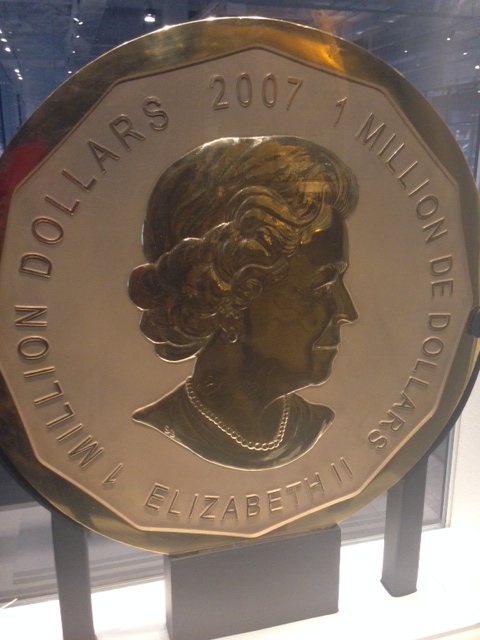 1 MILLION DOLLARS 2007 1 MILLION DE DOLLARS
ELIZABETH II